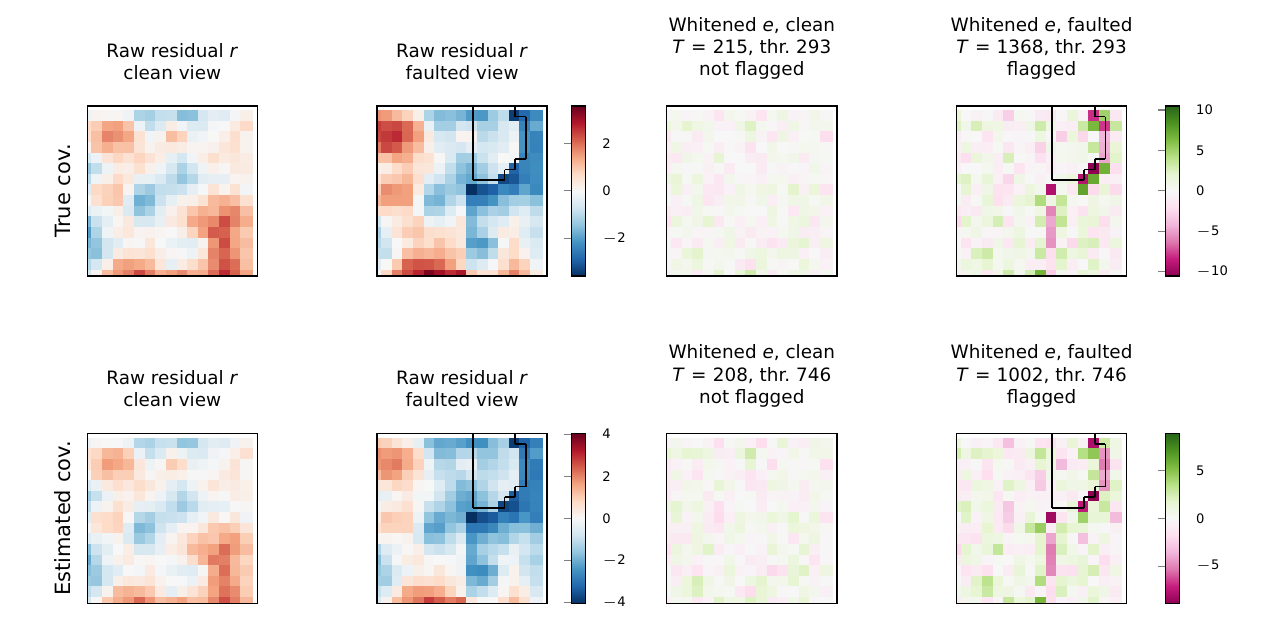 Raw residual r
clean view
Raw residual r
faulted view
Whitened e, clean
T = 215, thr. 293
not flagged
Whitened e, faulted
T = 1368, thr. 293
flagged
True cov.
2
0
−2
10
5
0
−5
−10
Raw residual r
clean view
Raw residual r
faulted view
Whitened e, clean
T = 208, thr. 746
not flagged
Whitened e, faulted
T = 1002, thr. 746
flagged
Estimated cov.
4
2
0
−2
−4
5
0
−5